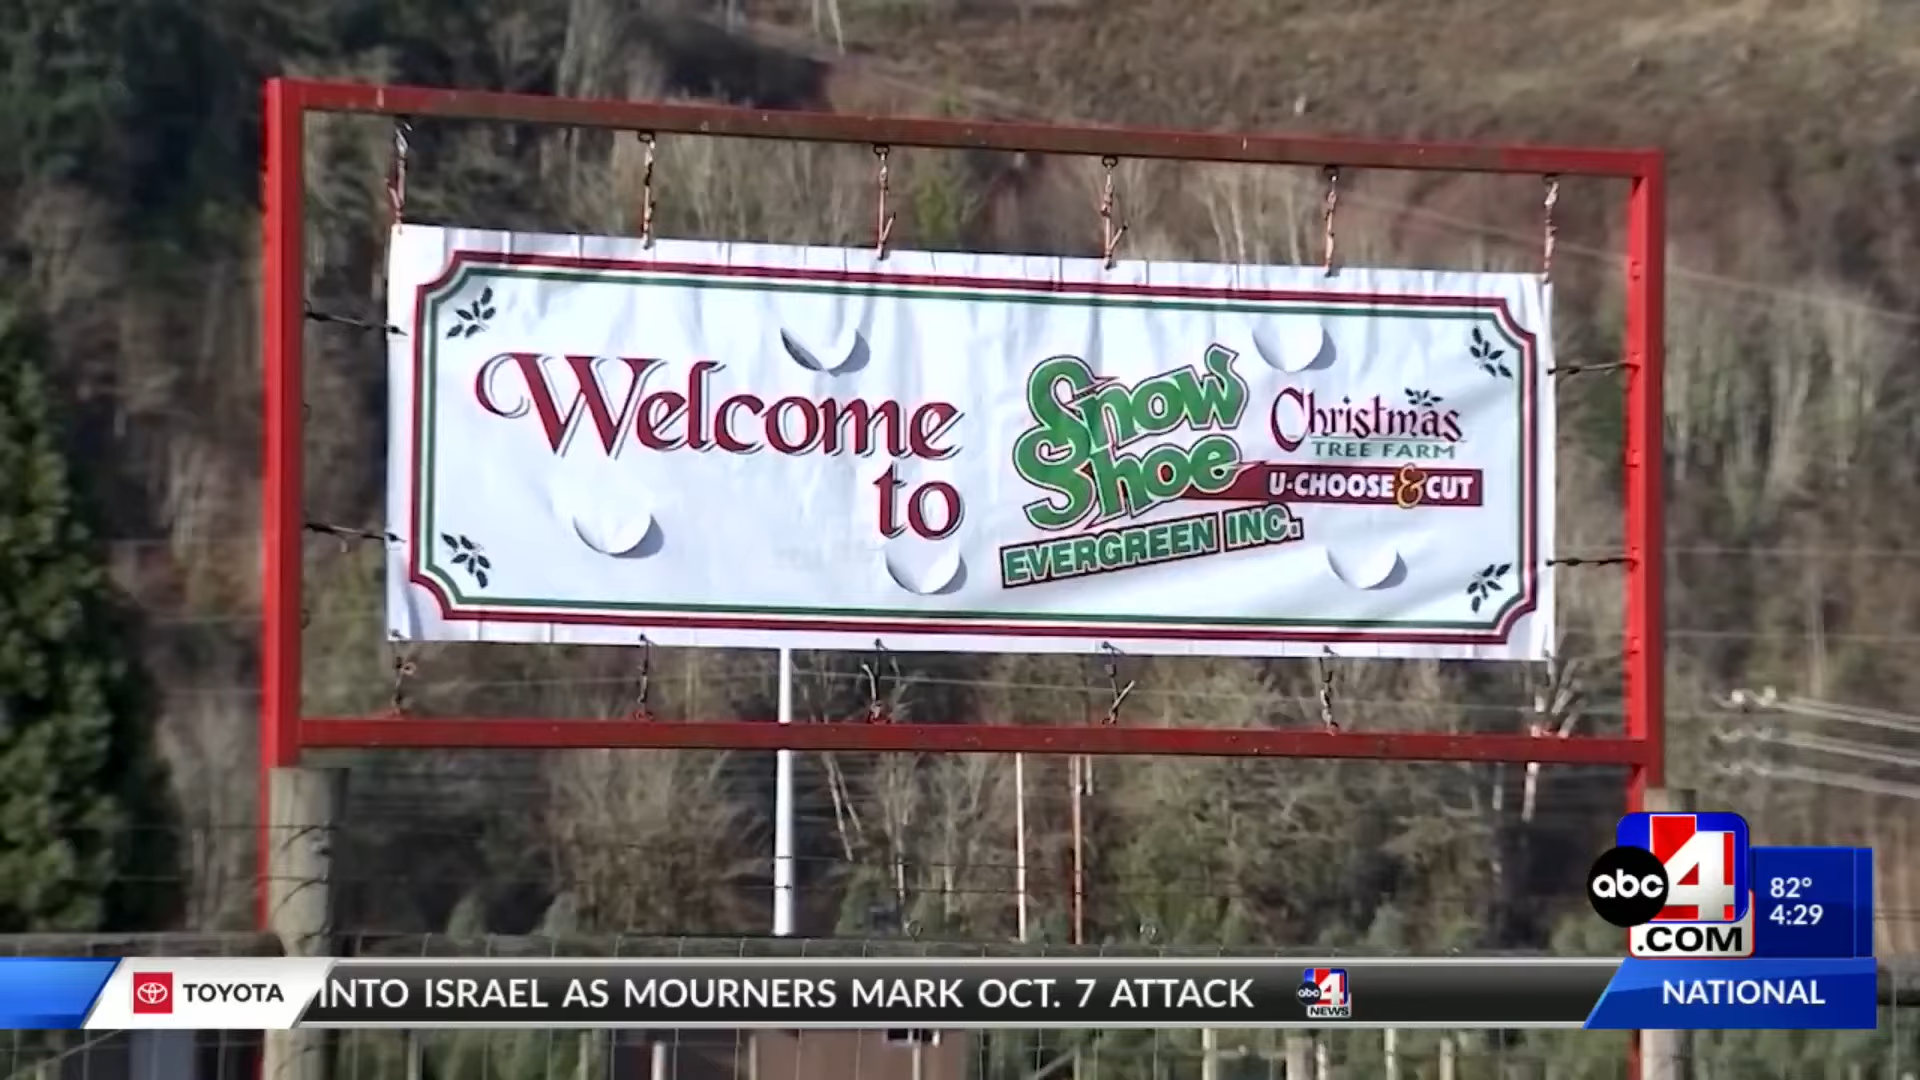 Welcome
to
Snow
Shoe
EVERGREEN INC.
Christmas
TREE FARM
U-CHOOSE & CUT
abc
4
.COM
82°
4:29
TOYOTA
INTO ISRAEL AS MOURNERS MARK OCT. 7 ATTACK
abc
4
NEWS
NATIONAL